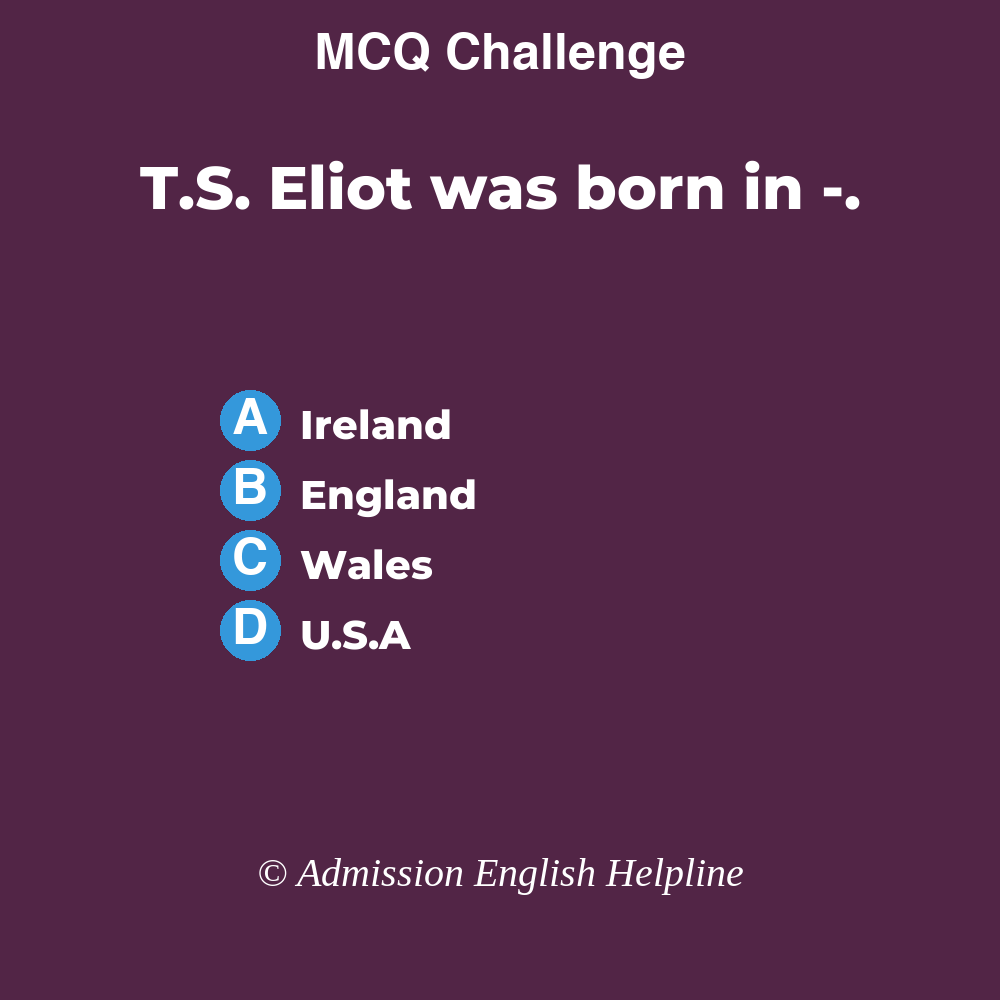 MCQ Challenge
T.S. Eliot was born in -.
A Ireland
B England
C Wales
D U.S.A
© Admission English Helpline